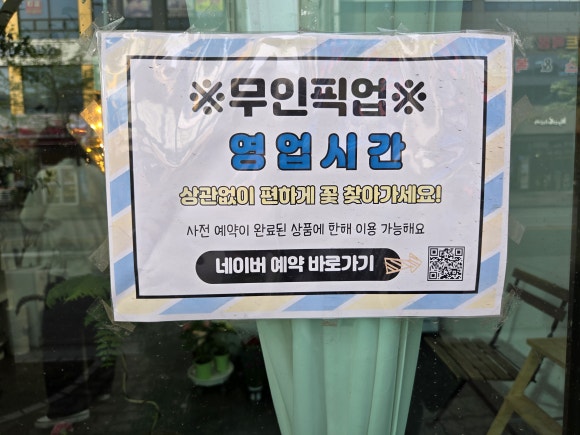 ※무인픽업※
영업시간
상관없이 편하게 꽃 찾아가세요!
사전 예약이 완료된 상품에 한해 이용 가능해요
네이버 예약 바로가기